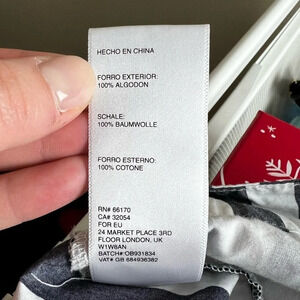 HECHO EN CHINA
FORRO EXTERIOR:
100% ALGODON
SCHALE:
100% BAUMWOLLE
FORRO ESTERNO:
100% COTONE
RN# 66170
CA# 32054
FOR EU
24 MARKET PLACE 3RD
FLOOR LONDON, UK
W1W8AN
BATCH#:OB931834
VAT#: GB 684936382